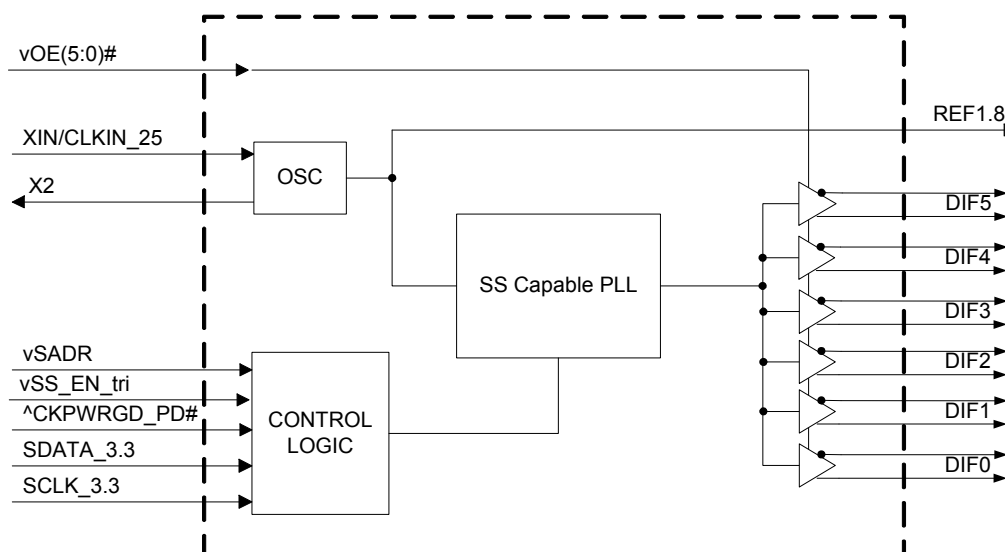 vOE(5:0)#
REF1.8
XIN/CLKIN_25
OSC
X2
DIF5
DIF4
SS Capable PLL
DIF3
DIF2
vSADR
vSS_EN_tri
^CKPWRGD_PD#
CONTROL
LOGIC
DIF1
SDATA_3.3
DIF0
SCLK_3.3